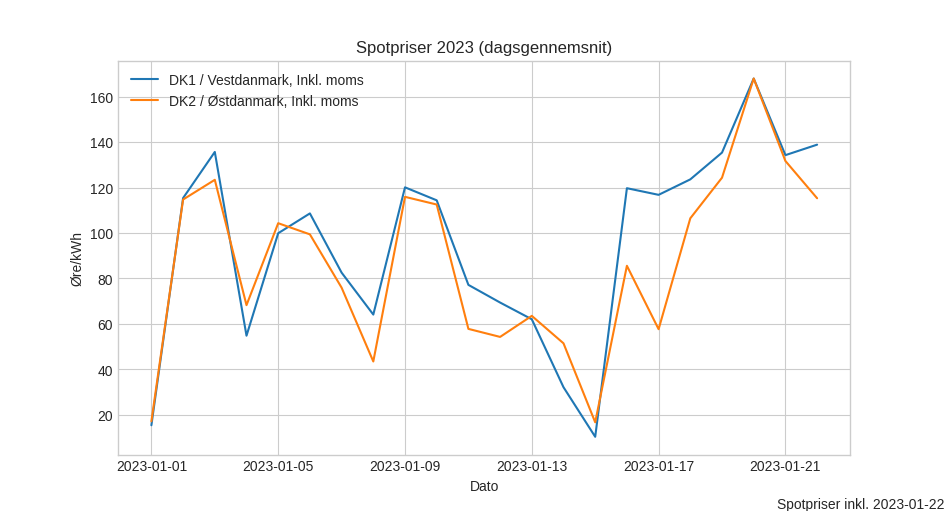 Spotpriser 2023 (dagsgennemsnit)
DK1 / Vestdanmark, Inkl. moms
DK2 / Østdanmark, Inkl. moms
160
140
120
100
80
60
40
20
Øre/kWh
2023-01-01 2023-01-05 2023-01-09 2023-01-13 2023-01-17 2023-01-21
Dato
Spotpriser inkl. 2023-01-22